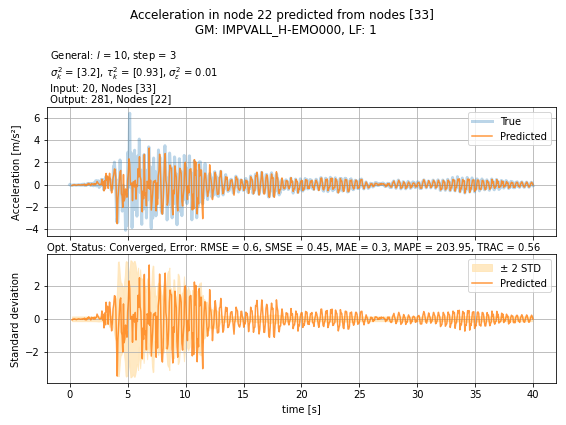 Acceleration in node 22 predicted from nodes [33]
GM: IMPVALL_H-EMO000, LF: 1
General: l = 10, step = 3
σ²ₖ = [3.2], τ²ₖ = [0.93], σ²ε = 0.01
Input: 20, Nodes [33]
Output: 281, Nodes [22]
Acceleration [m/s²]
6
4
2
0
−2
−4
True
Predicted
Opt. Status: Converged, Error: RMSE = 0.6, SMSE = 0.45, MAE = 0.3, MAPE = 203.95, TRAC = 0.56
Standard deviation
2
0
−2
± 2 STD
Predicted
0 5 10 15 20 25 30 35 40
time [s]